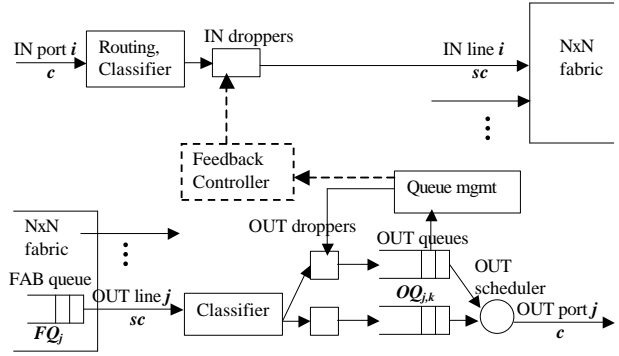 IN port i
c
Routing,
Classifier
IN droppers
IN line i
sc
NxN
fabric
Feedback
Controller
Queue mgmt
OUT droppers
OUT queues
NxN
fabric
FAB queue
FQj
OUT line j
sc
Classifier
OQj,k
OUT
scheduler
OUT port j
c